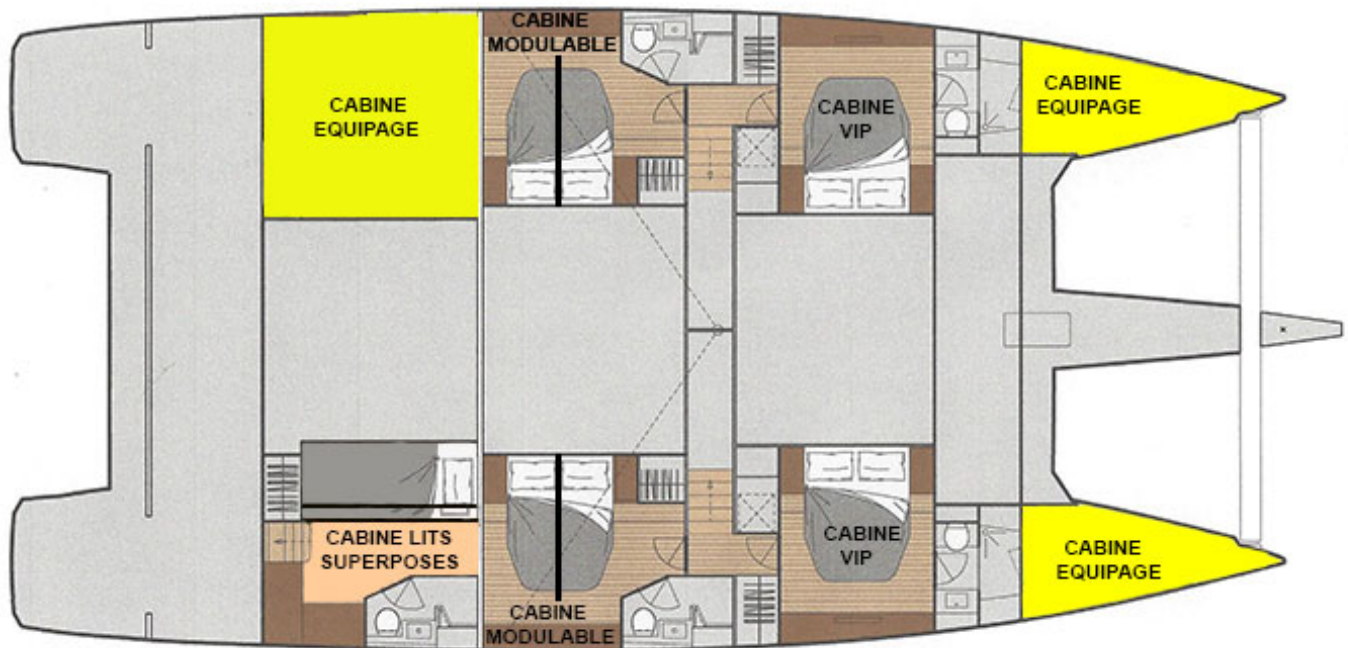 CABINE
MODULABLE
CABINE
EQUIPAGE
CABINE
VIP
CABINE
EQUIPAGE
CABINE LITS
SUPERPOSES
CABINE
VIP
CABINE
EQUIPAGE
CABINE
MODULABLE